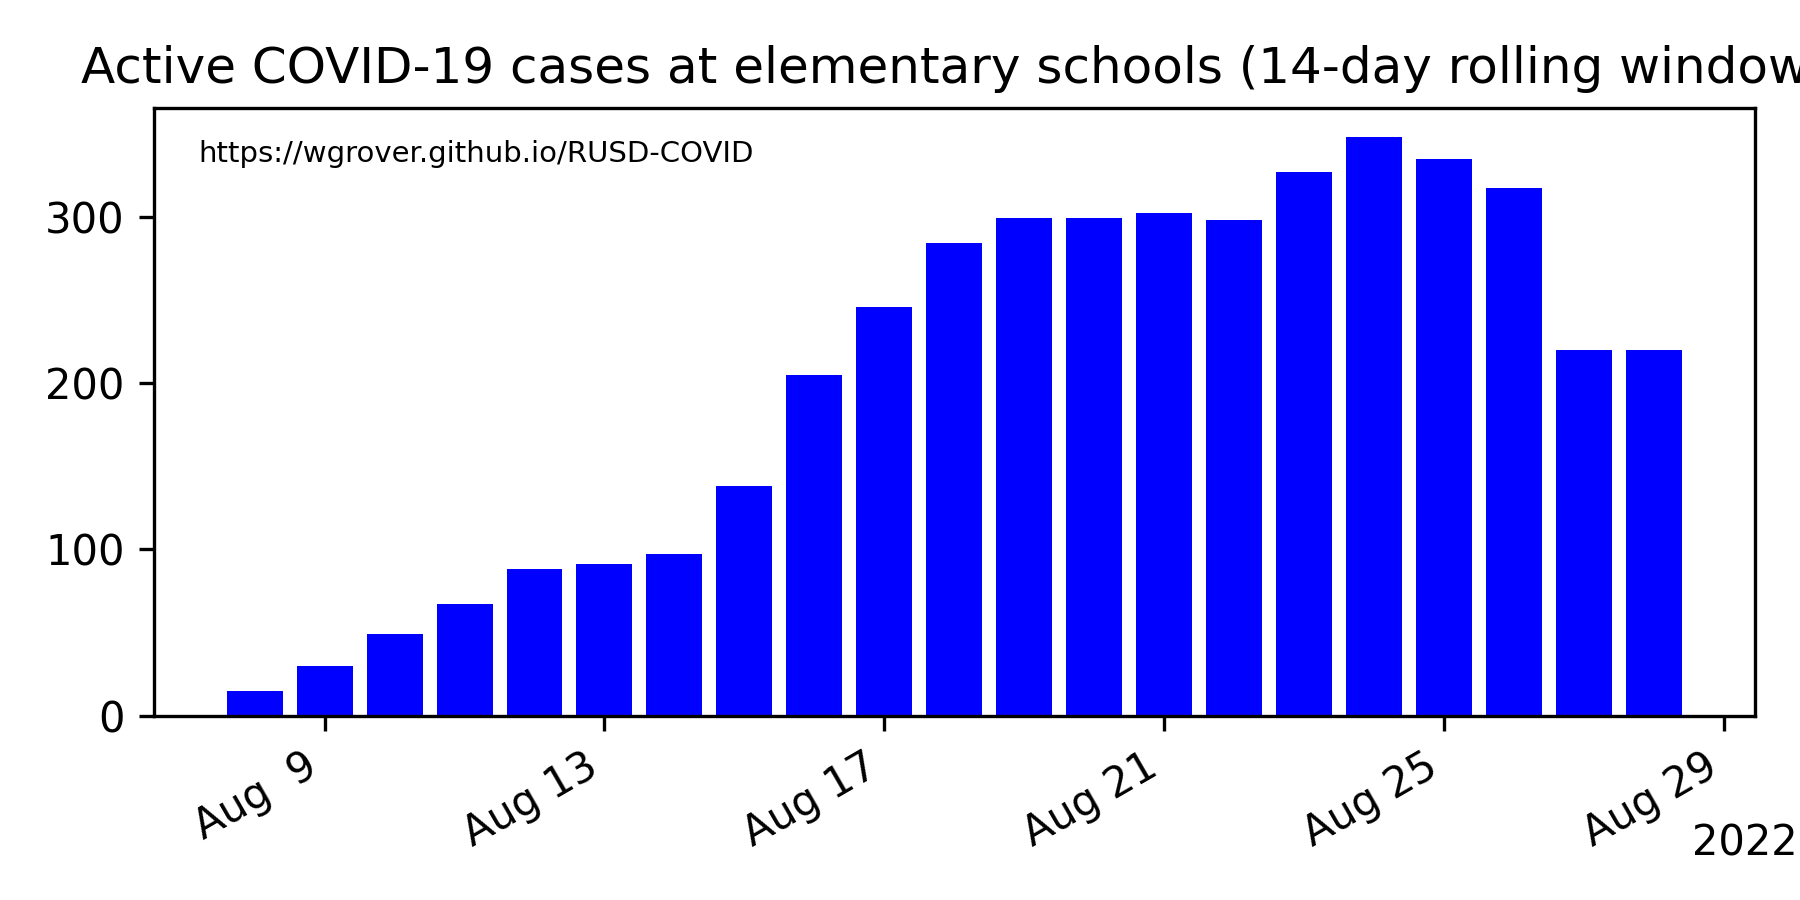 Active COVID-19 cases at elementary schools (14-day rolling window
https://wgrover.github.io/RUSD-COVID
300
200
100
0
Aug 9
Aug 13
Aug 17
Aug 21
Aug 25
Aug 29
2022